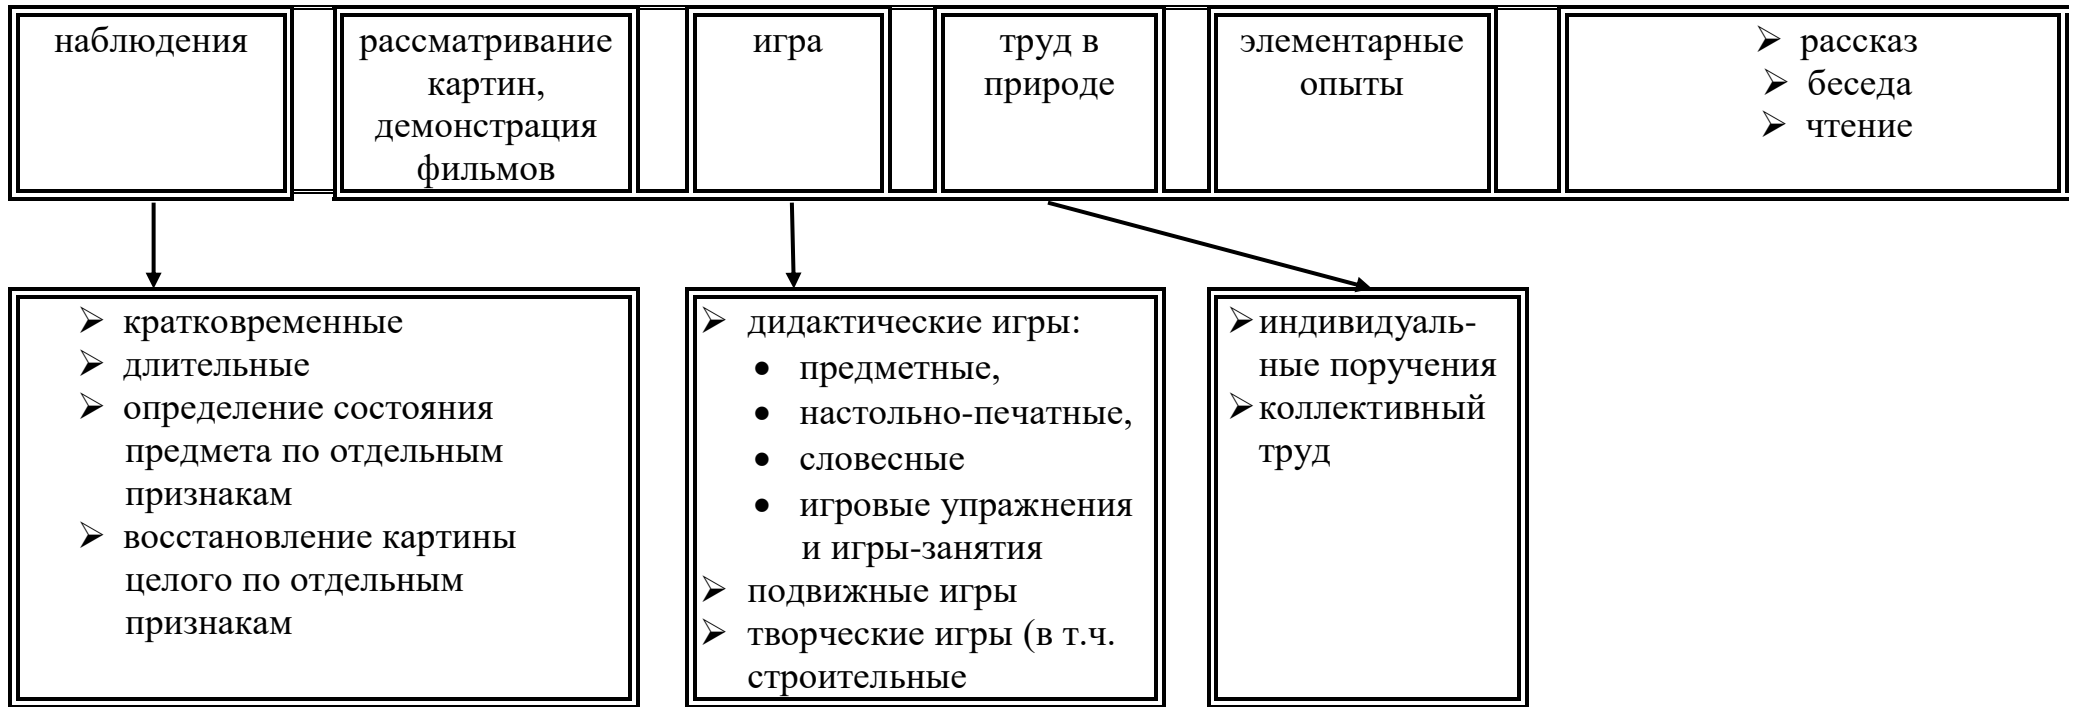 наблюдения
рассматривание
картин,
демонстрация
фильмов
игра
труд в
природе
элементарные
опыты
➢ рассказ
➢ беседа
➢ чтение
➢ кратковременные
➢ длительные
➢ определение состояния
предмета по отдельным
признакам
➢ восстановление картины
целого по отдельным
признакам
➢ дидактические игры:
• предметные,
• настольно-печатные,
• словесные
• игровые упражнения
и игры-занятия
➢ подвижные игры
➢ творческие игры (в т.ч.
строительные
➢ индивидуаль-
ные поручения
➢ коллективный
труд